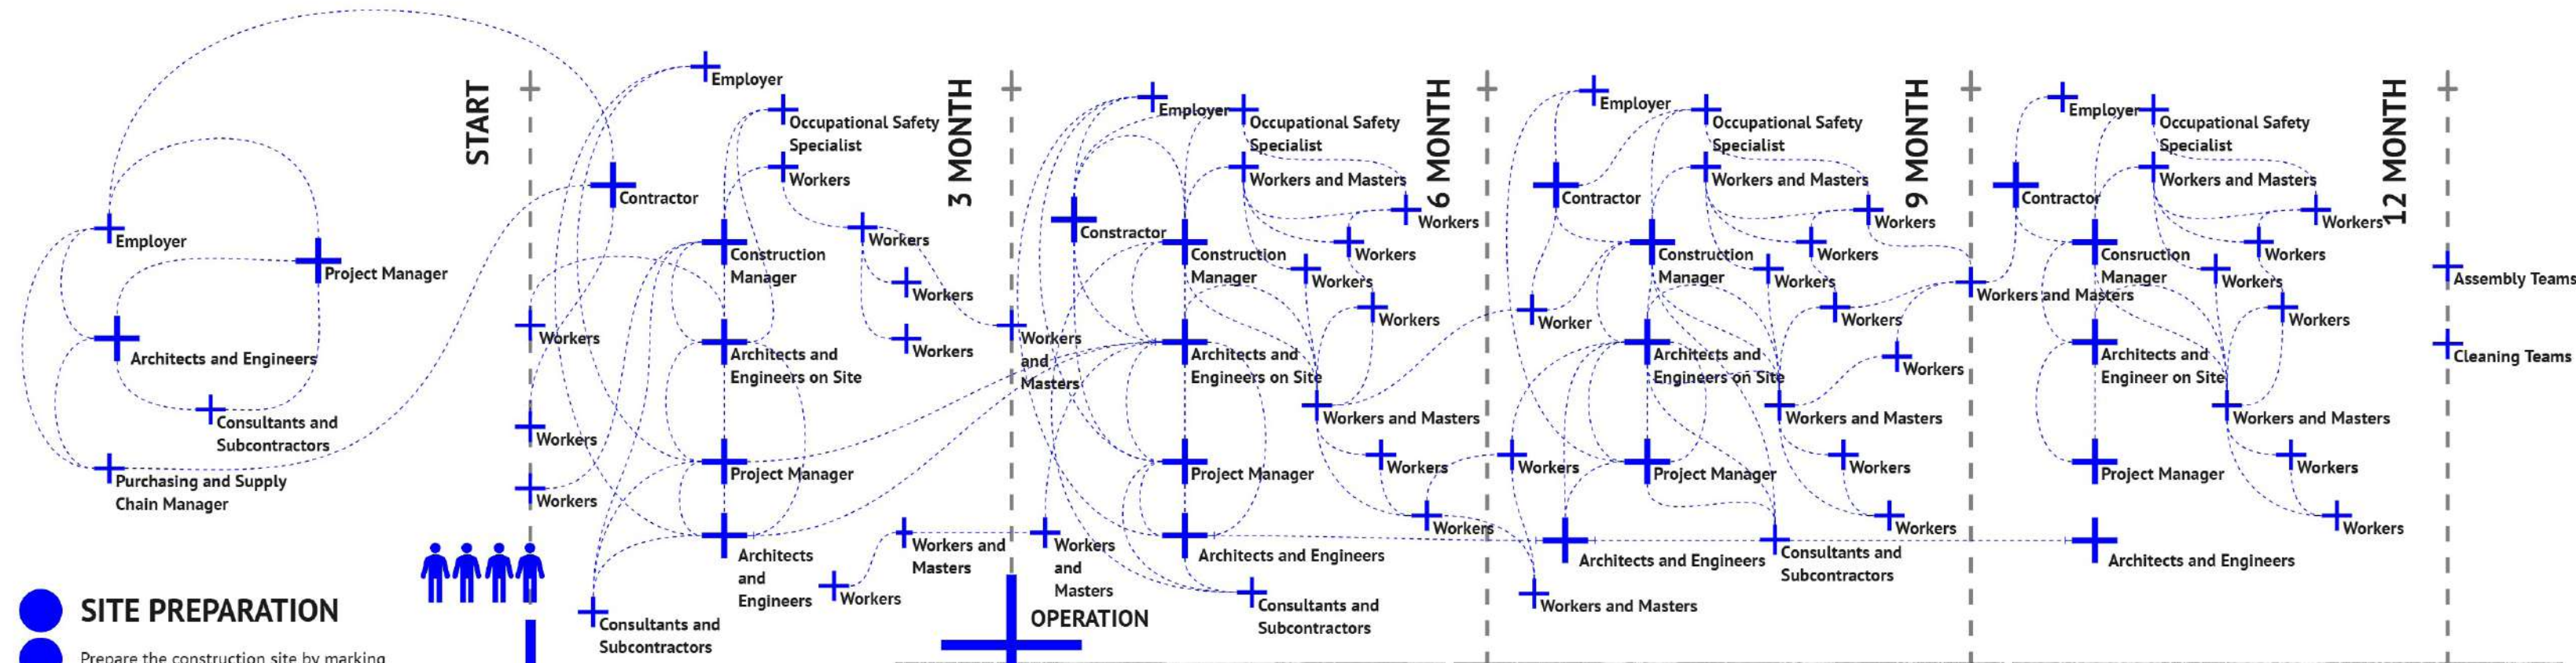 Employer
Project Manager
Architects and Engineers
Consultants and
Subcontractors
Purchasing and Supply
Chain Manager
SITE PREPARATION
Prepare the construction site by marking
START
Employer
Occupational Safety
Specialist
Workers
Contractor
Workers
Construction
Manager
Workers
Workers
Workers
Architects and
Engineers on Site
Workers
Project Manager
Workers
Architects
and
Engineers
Workers and
Masters
Workers
Consultants and
Subcontractors
3 MONTH
Workers
and
Masters
Employer
Occupational Safety
Specialist
Workers and Masters
Workers
Constractor
Construction
Manager
Workers
Workers
Workers
Architects and
Engineers on Site
Workers and Masters
Project Manager
Workers
Workers
Workers
and
Masters
Architects and Engineers
Consultants and
Subcontractors
OPERATION
6 MONTH
Employer
Occupational Safety
Specialist
Workers and Masters
Contractor
Workers
Construction
Manager
Workers
Workers
Worker
Workers
Architects and
Engineers on Site
Workers
Workers and Masters
Workers
Project Manager
Workers
Workers
Architects and Engineers
Consultants and
Subcontractors
Workers and Masters
9 MONTH
Workers and Masters
Employer
Occupational Safety
Specialist
Workers and Masters
Contractor
Workers
Consruction
Manager
Workers
Workers
Workers
Architects and
Engineer on Site
Workers and Masters
Project Manager
Workers
Workers
Architects and Engineers
12 MONTH
Assembly Teams
Cleaning Teams